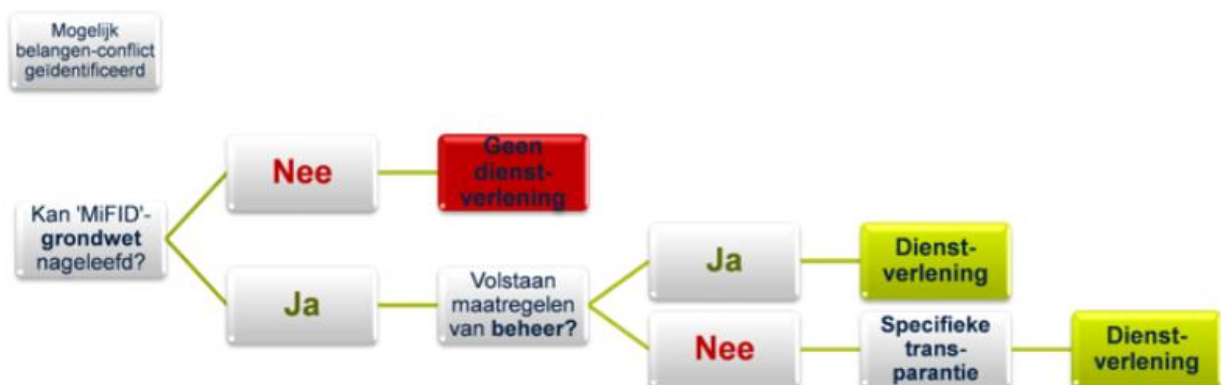 Mogelijk
belangen-conflict
geïdentificeerd
Kan 'MiFID'-
grondwet
nageleefd?
Nee
Geen
dienst-
verlening
Ja
Volstaan
maatregelen
van beheer?
Ja
Dienst-
verlening
Nee
Specifieke
trans-
parantie
Dienst-
verlening